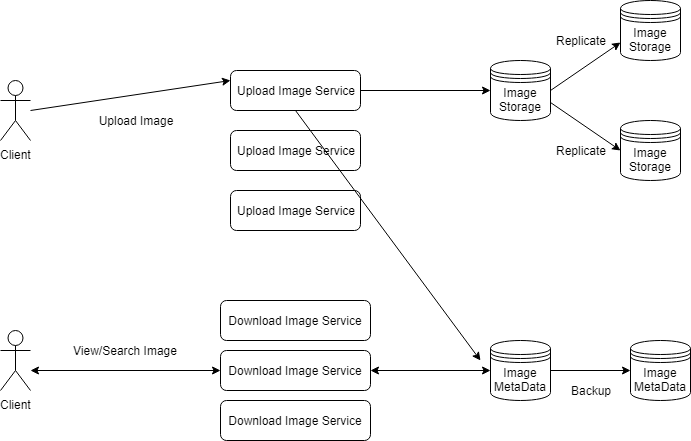 Image
Storage
Replicate
Upload Image Service
Image
Storage
Upload Image
Client
Upload Image Service
Replicate
Image
Storage
Upload Image Service
Download Image Service
View/Search Image
Download Image Service
Image
MetaData
Image
MetaData
Backup
Client
Download Image Service